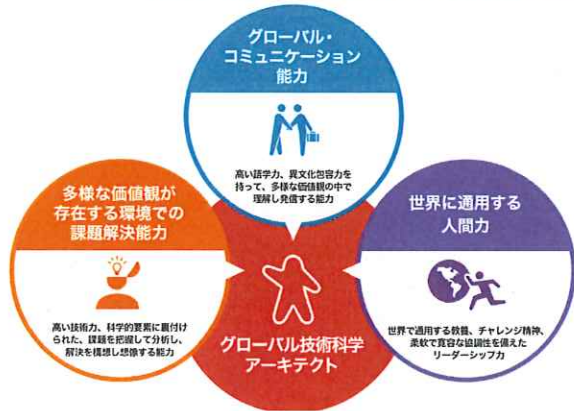 グローバル・
コミュニケーション
能力
高い語学力、異文化包容力を
持って、多様な価値観の中で
理解し発信する能力
多様な価値観が
存在する環境での
課題解決能力
高い技術力、科学的要素に裏付け
られた、課題を把握して分析し、
解決を構想し想像する能力
世界に通用する
人間力
世界で通用する教養、チャレンジ精神、
柔軟で寛容な協調性を備えた
リーダーシップ力
グローバル技術科学
アーキテクト